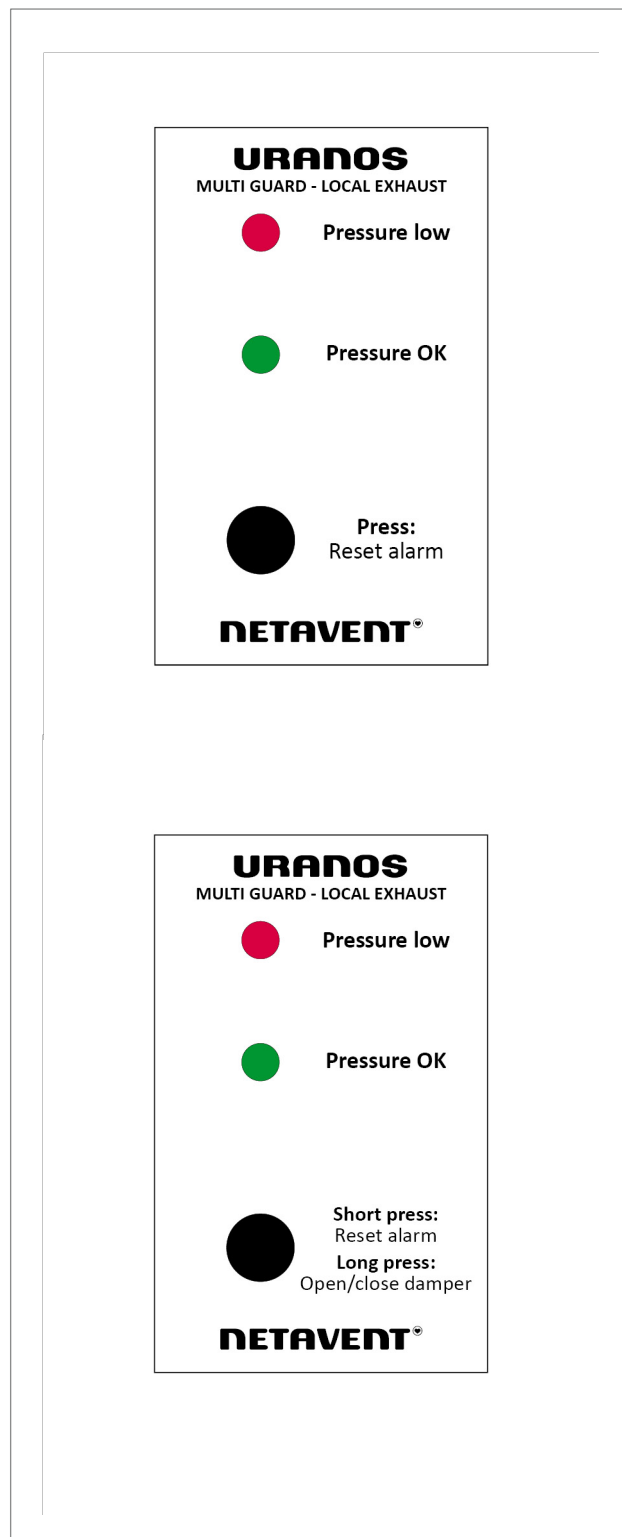 URANOS
MULTI GUARD - LOCAL EXHAUST
Pressure low
Pressure OK
Press:
Reset alarm
NETAVENT
URANOS
MULTI GUARD - LOCAL EXHAUST
Pressure low
Pressure OK
Short press:
Reset alarm
Long press:
Open/close damper
NETAVENT